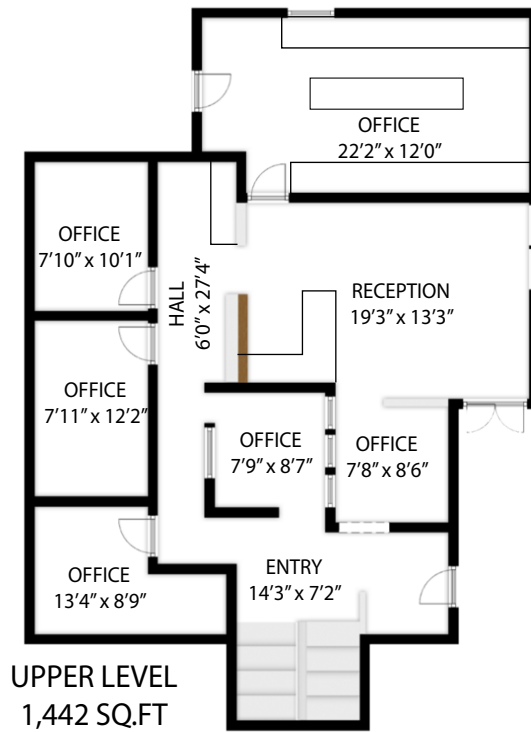 OFFICE
22’2” x 12’0”
OFFICE
7’10” x 10’1”
HALL
6’0” x 27’4”
RECEPTION
19’3” x 13’3”
OFFICE
7’11” x 12’2”
OFFICE
7’9” x 8’7”
OFFICE
7’8” x 8’6”
OFFICE
13’4” x 8’9”
ENTRY
14’3” x 7’2”
UPPER LEVEL
1,442 SQ.FT